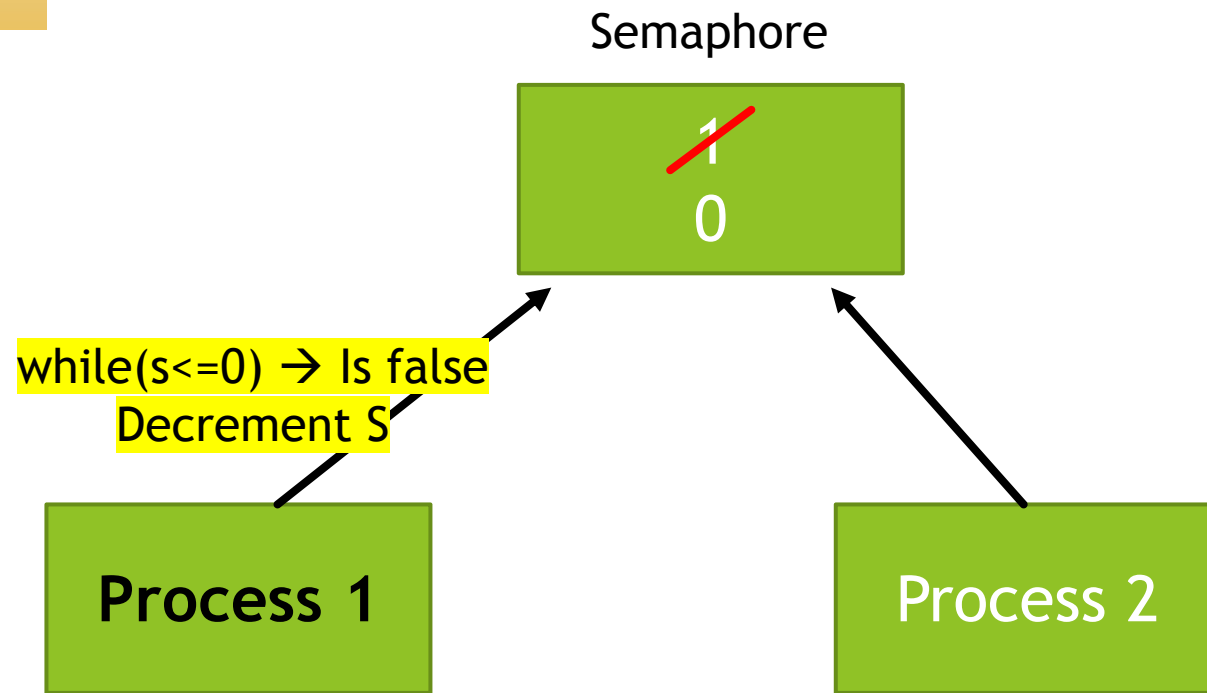 Semaphore
1
0
while(s<=0) → Is false
Decrement S
Process 1
Process 2